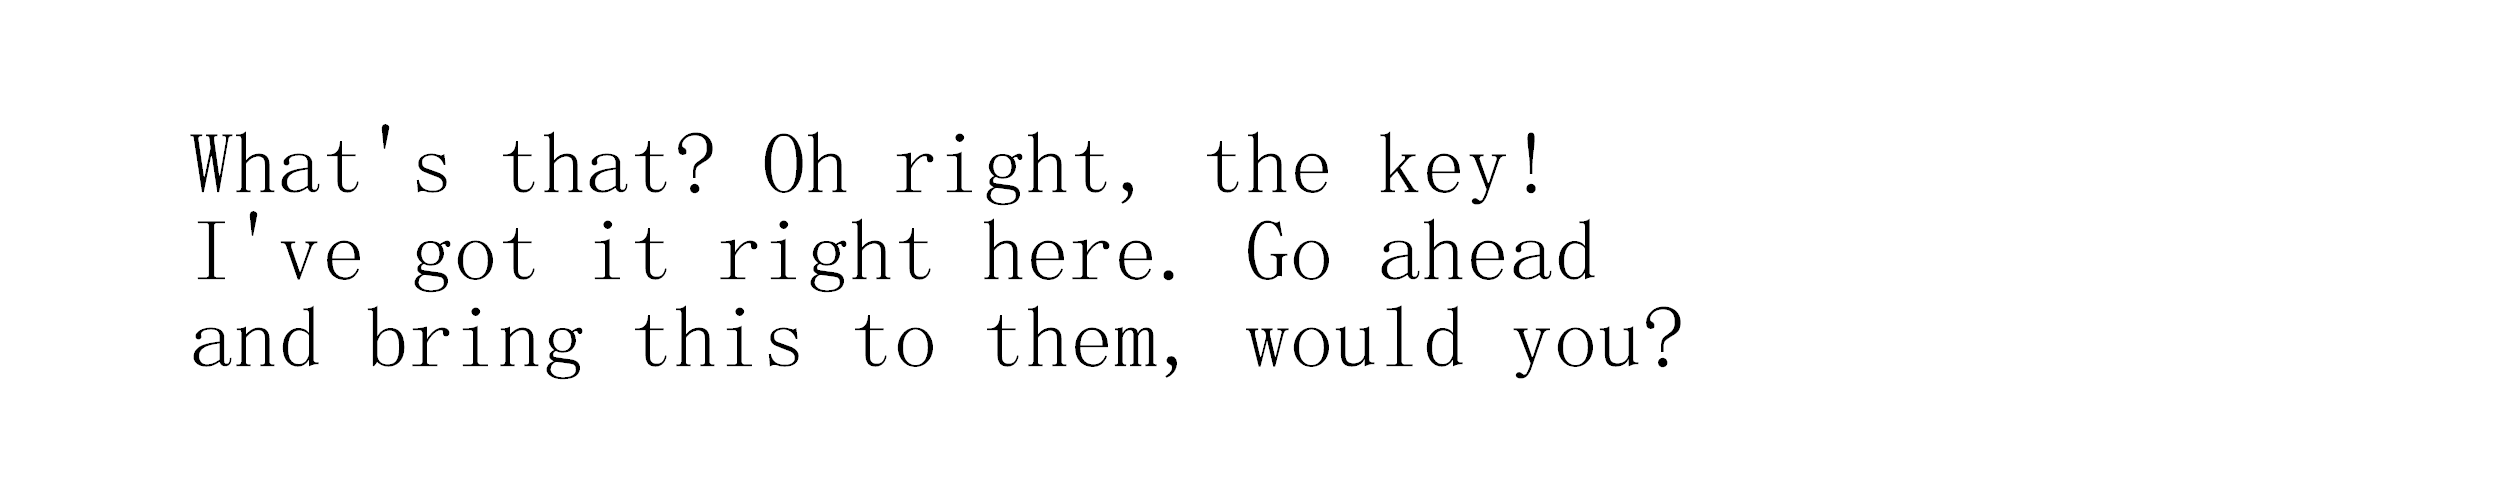 What's that? Oh right, the key!
I've got it right here.  Go ahead
and bring this to them, would you?